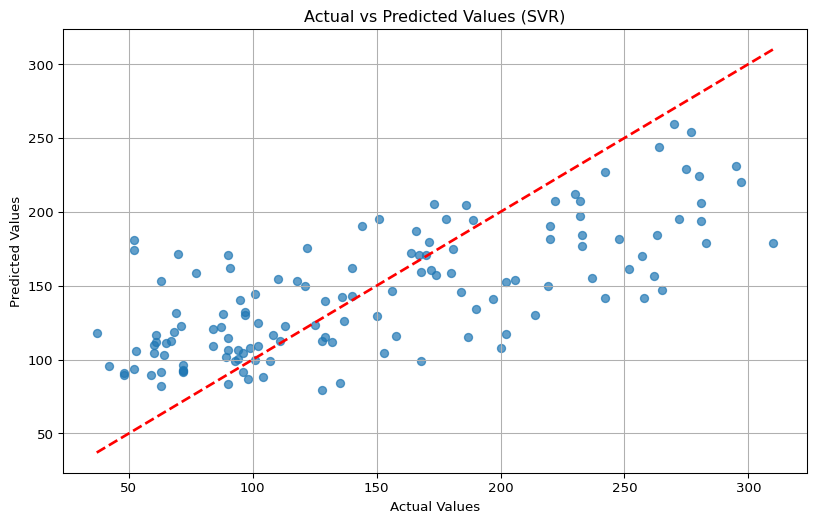 Actual vs Predicted Values (SVR)
300
250
200
150
100
50
Predicted Values
50 100 150 200 250 300
Actual Values